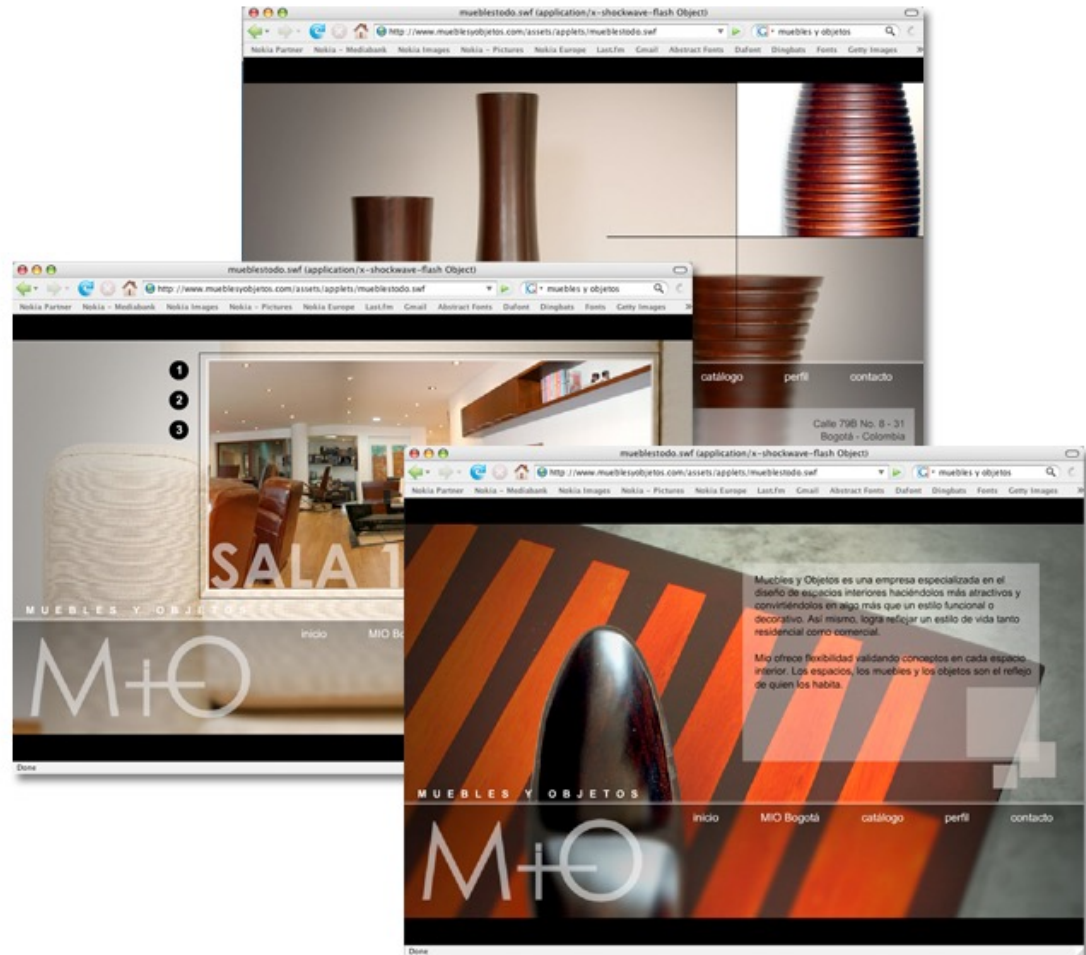 mueblestodo.swf (application/x-shockwave-flash Object)
http://www.mueblesyobjetos.com/assets/applets/mueblestodo.swf
muebles y objetos
Nokia Partner Nokia - Mediabank Nokia Images Nokia - Pictures Nokia Europe Last.fm Gmail Abstract Fonts Dafont Dingbats Fonts Getty Images
catálogo perfil contacto
Calle 79B No. 8 - 31
Bogotá - Colombia
mueblestodo.swf (application/x-shockwave-flash Object)
http://www.mueblesyobjetos.com/assets/applets/mueblestodo.swf
muebles y objetos
Nokia Partner Nokia - Mediabank Nokia Images Nokia - Pictures Nokia Europe Last.fm Gmail Abstract Fonts Dafont Dingbats Fonts Getty Images
1
2
3
SALA 1
MUEBLES Y OBJETOS
inicio MIO Bo
MiO
Done
mueblestodo.swf (application/x-shockwave-flash Object)
http://www.mueblesyobjetos.com/assets/applets/mueblestodo.swf
muebles y objetos
Nokia Partner Nokia - Mediabank Nokia Images Nokia - Pictures Nokia Europe Last.fm Gmail Abstract Fonts Dafont Dingbats Fonts Getty Images
Muebles y Objetos es una empresa especializada en el
diseño de espacios interiores haciéndolos más atractivos y
convirtiéndolos en algo más que un estilo funcional o
decorativo. Así mismo, logra reflejar un estilo de vida tanto
residencial como comercial.
Mio ofrece flexibilidad validando conceptos en cada espacio
interior. Los espacios, los muebles y los objetos son el reflejo
de quien los habita.
MUEBLES Y OBJETOS
inicio MIO Bogotá catálogo perfil contacto
MiO
Done